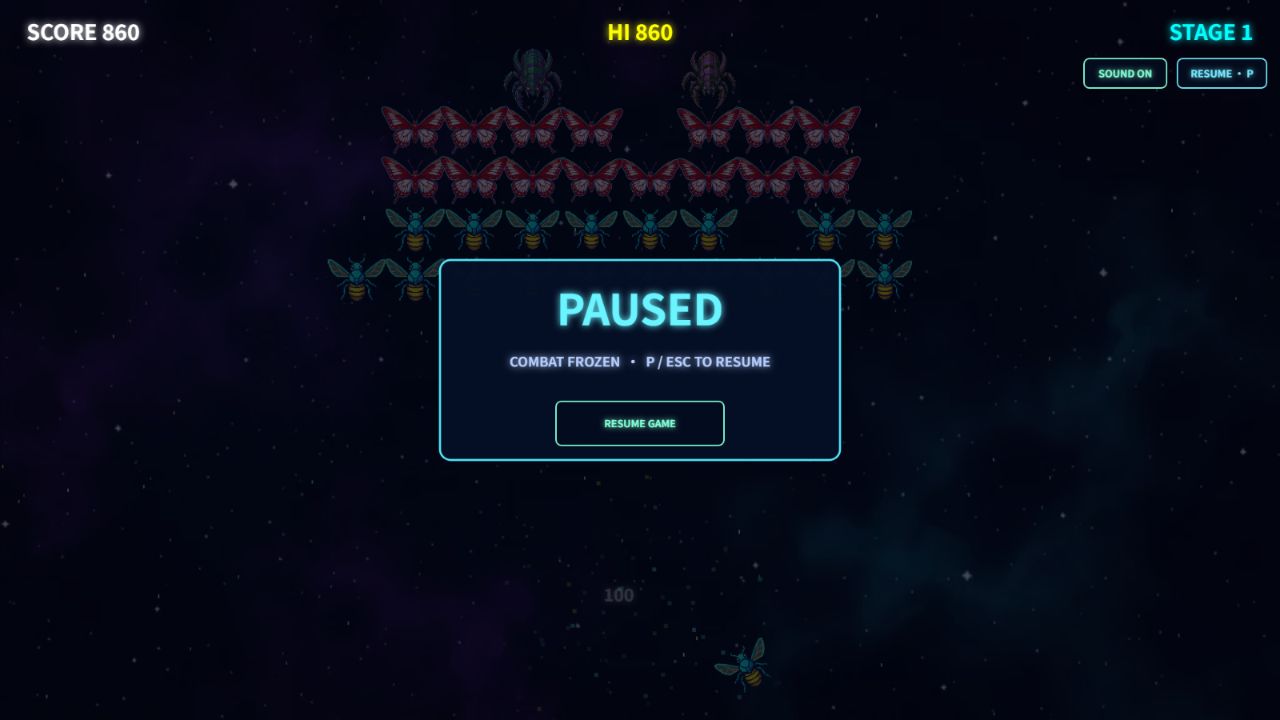 SCORE 860
HI 860
STAGE 1
SOUND ON
RESUME • P
PAUSED
COMBAT FROZEN • P / ESC TO RESUME
RESUME GAME
100